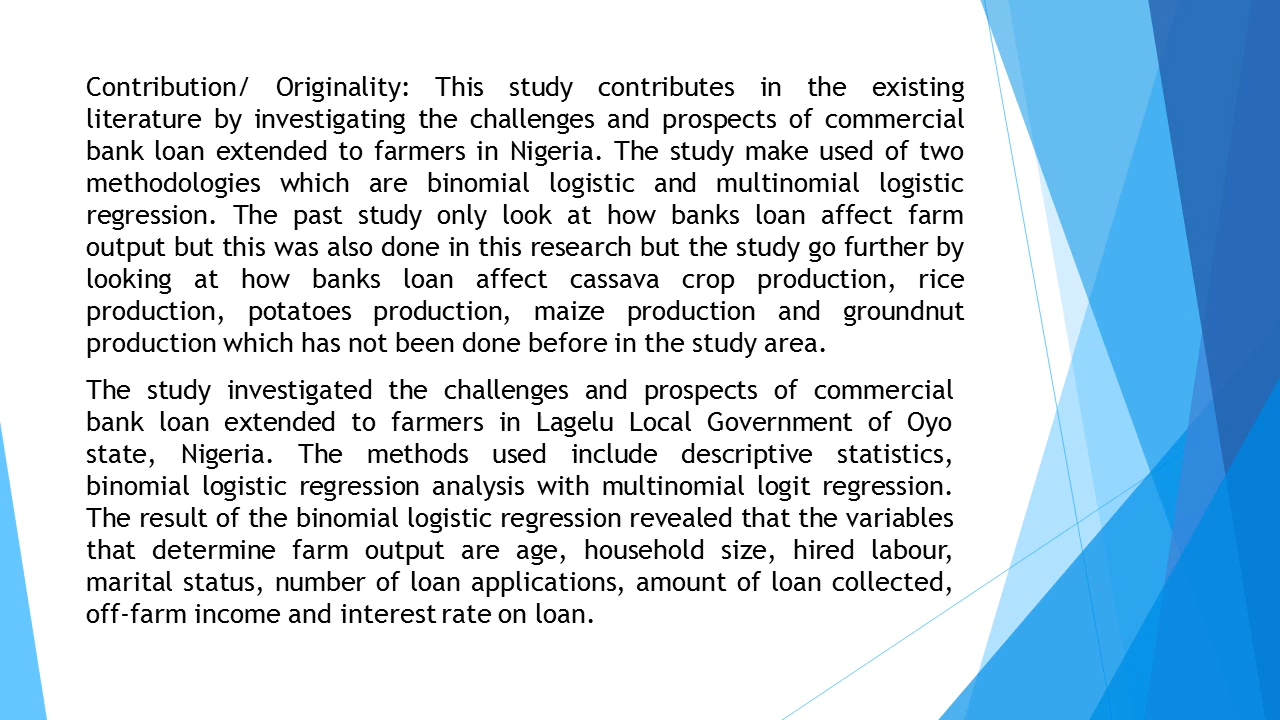 Contribution/ Originality: This study contributes in the existing
literature by investigating the challenges and prospects of commercial
bank loan extended to farmers in Nigeria. The study make used of two
methodologies which are binomial logistic and multinomial logistic
regression. The past study only look at how banks loan affect farm
output but this was also done in this research but the study go further by
looking at how banks loan affect cassava crop production, rice
production, potatoes production, maize production and groundnut
production which has not been done before in the study area.
The study investigated the challenges and prospects of commercial
bank loan extended to farmers in Lagelu Local Government of Oyo
state, Nigeria. The methods used include descriptive statistics,
binomial logistic regression analysis with multinomial logit regression.
The result of the binomial logistic regression revealed that the variables
that determine farm output are age, household size, hired labour,
marital status, number of loan applications, amount of loan collected,
off-farm income and interest rate on loan.